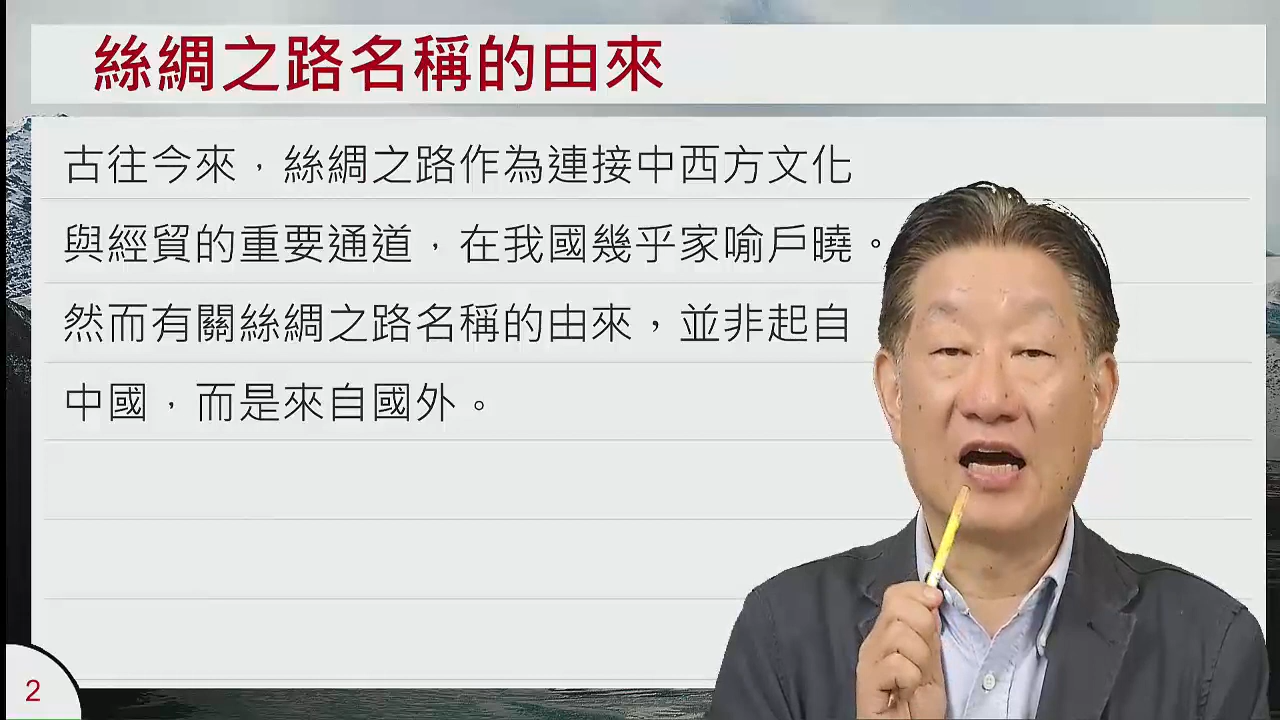 絲綢之路名稱的由來
古往今來，絲綢之路作為連接中西方文化
與經貿的重要通道，在我國幾乎家喻戶曉。
然而有關絲綢之路名稱的由來，並非起自
中國，而是來自國外。
2